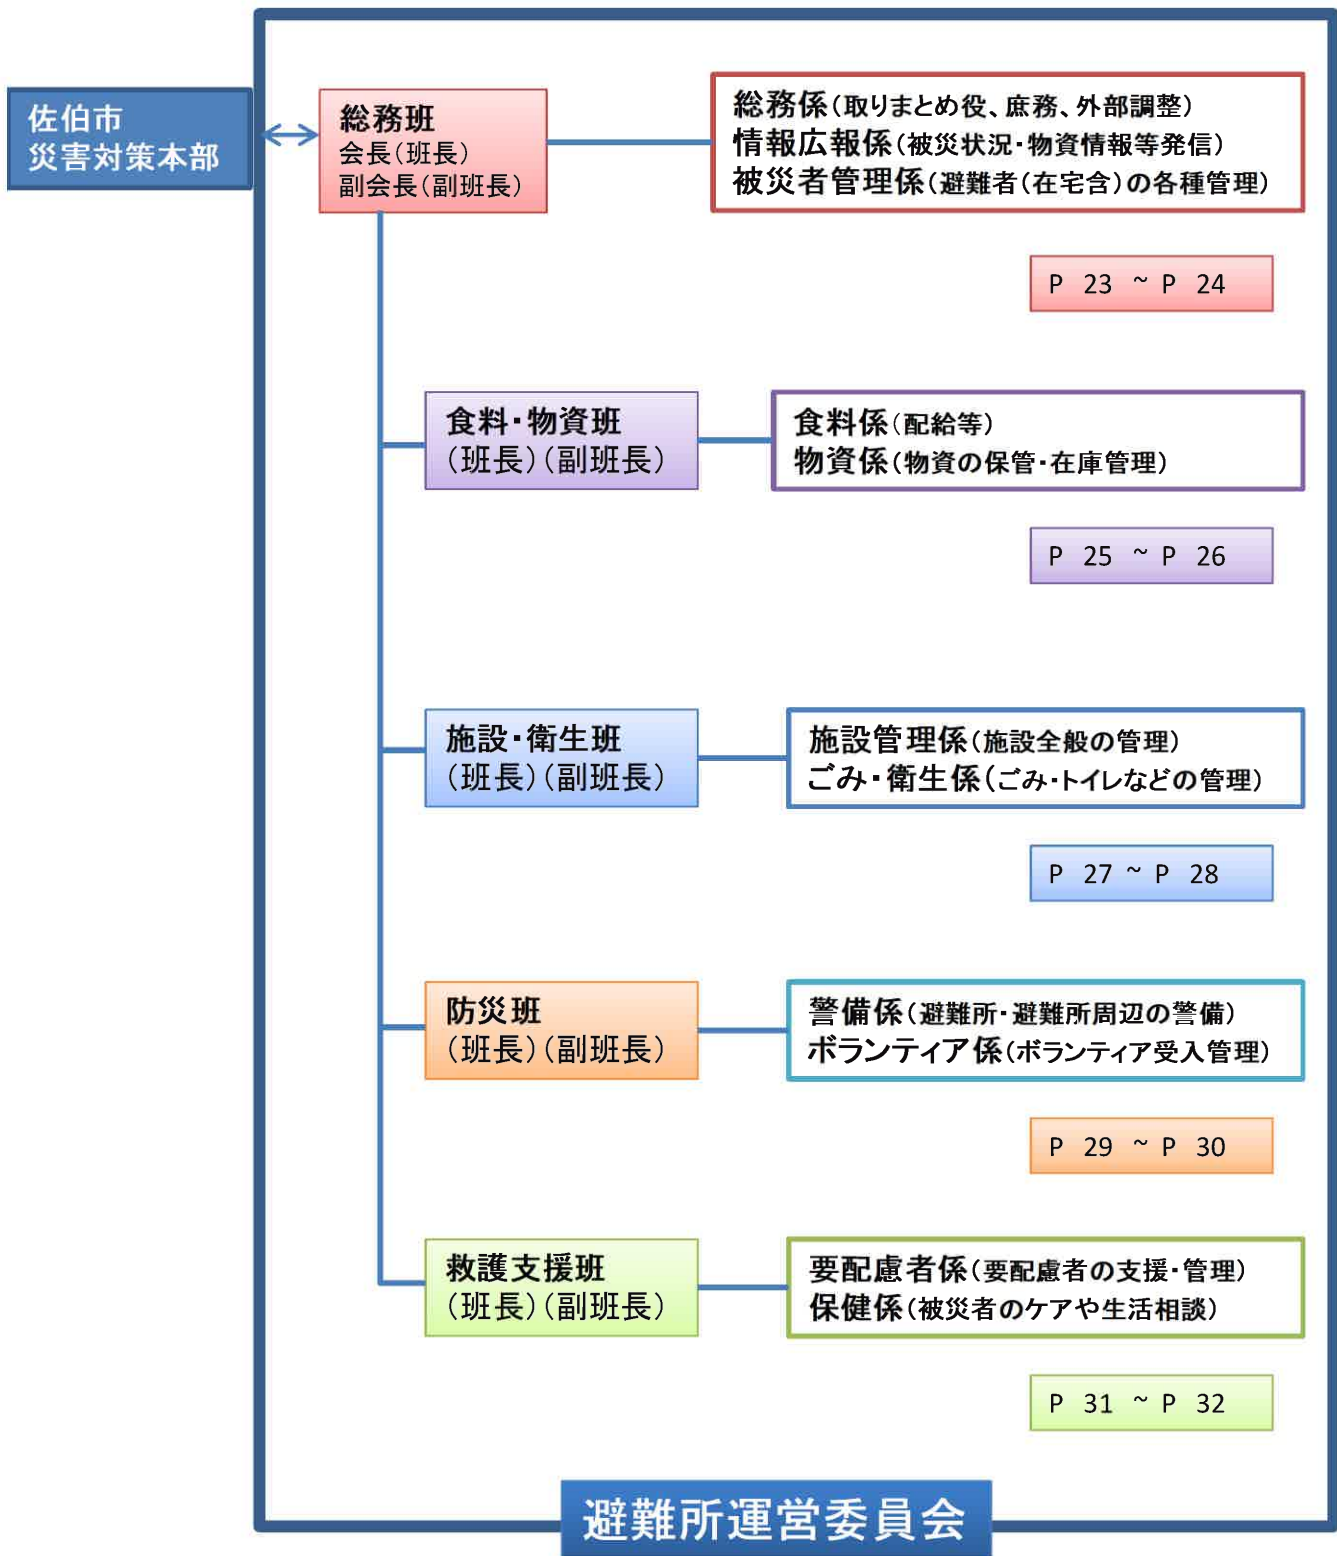 佐伯市
災害対策本部
総務班
会長(班長)
副会長(副班長)
総務係(取りまとめ役、庶務、外部調整)
情報広報係(被災状況・物資情報等発信)
被災者管理係(避難者(在宅含)の各種管理)
P 23 ~ P 24
食料・物資班
(班長)(副班長)
食料係(配給等)
物資係(物資の保管・在庫管理)
P 25 ~ P 26
施設・衛生班
(班長)(副班長)
施設管理係(施設全般の管理)
ごみ・衛生係(ごみ・トイレなどの管理)
P 27 ~ P 28
防災班
(班長)(副班長)
警備係(避難所・避難所周辺の警備)
ボランティア係(ボランティア受入管理)
P 29 ~ P 30
救護支援班
(班長)(副班長)
要配慮者係(要配慮者の支援・管理)
保健係(被災者のケアや生活相談)
P 31 ~ P 32
避難所運営委員会